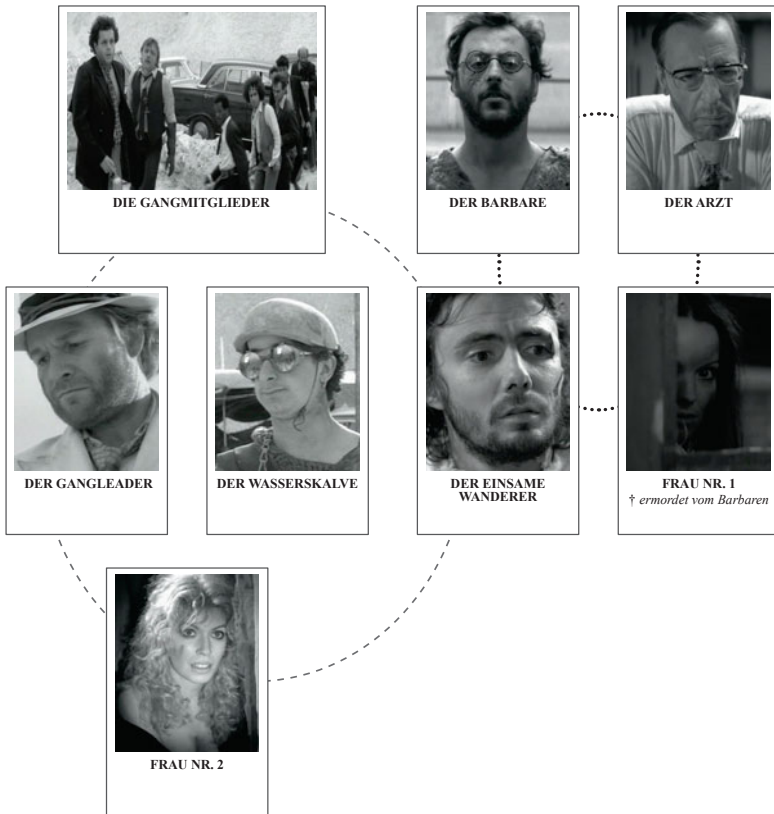 DIE GANGMITGLIEDER
DER BARBARE
DER ARZT
DER GANGLEADER
DER WASSERSKALVE
DER EINSAME
WANDERER
FRAU NR. 1
† ermordet vom Barbaren
FRAU NR. 2